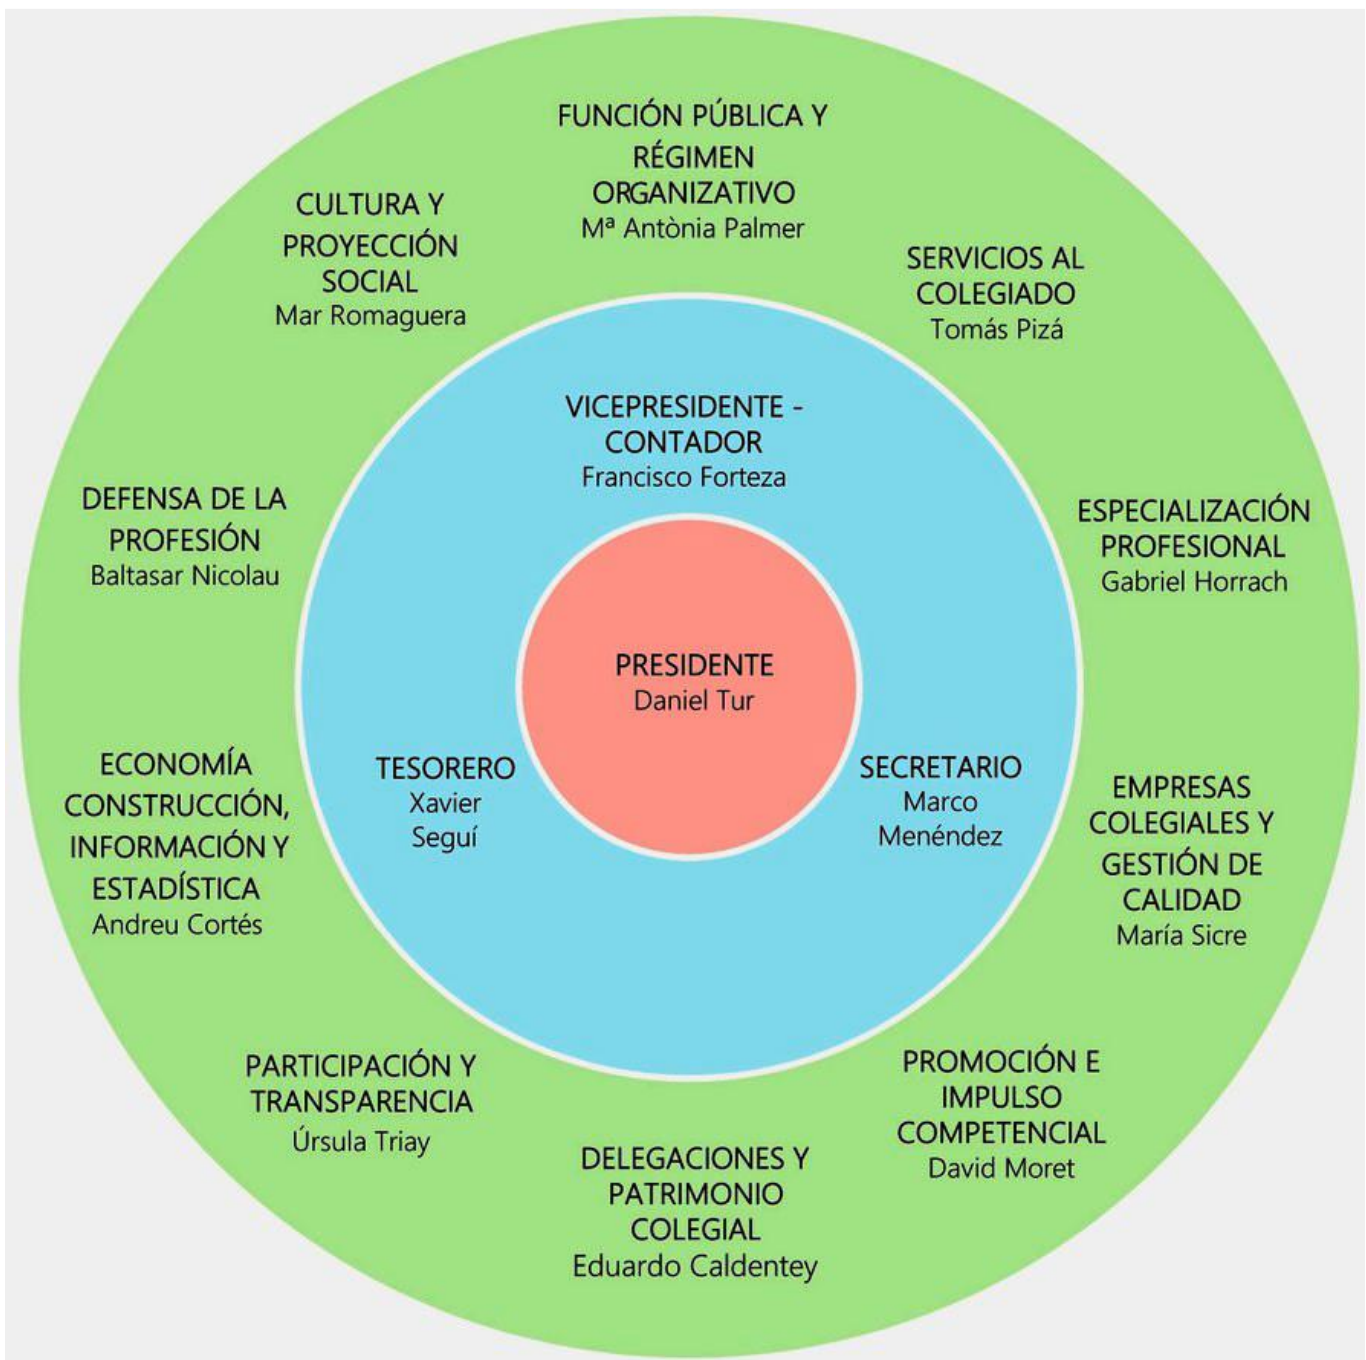 FUNCIÓN PÚBLICA Y
RÉGIMEN
ORGANIZATIVO
Mª Antònia Palmer
CULTURA Y
PROYECCIÓN
SOCIAL
Mar Romaguera
SERVICIOS AL
COLEGIADO
Tomás Pizá
VICEPRESIDENTE -
CONTADOR
Francisco Forteza
DEFENSA DE LA
PROFESIÓN
Baltasar Nicolau
ESPECIALIZACIÓN
PROFESIONAL
Gabriel Horrach
PRESIDENTE
Daniel Tur
TESORERO
Xavier
Seguí
SECRETARIO
Marco
Menéndez
ECONOMÍA
CONSTRUCCIÓN,
INFORMACIÓN Y
ESTADÍSTICA
Andreu Cortés
EMPRESAS
COLEGIALES Y
GESTIÓN DE
CALIDAD
María Sicre
PARTICIPACIÓN Y
TRANSPARENCIA
Úrsula Triay
PROMOCIÓN E
IMPULSO
COMPETENCIAL
David Moret
DELEGACIONES Y
PATRIMONIO
COLEGIAL
Eduardo Caldentey